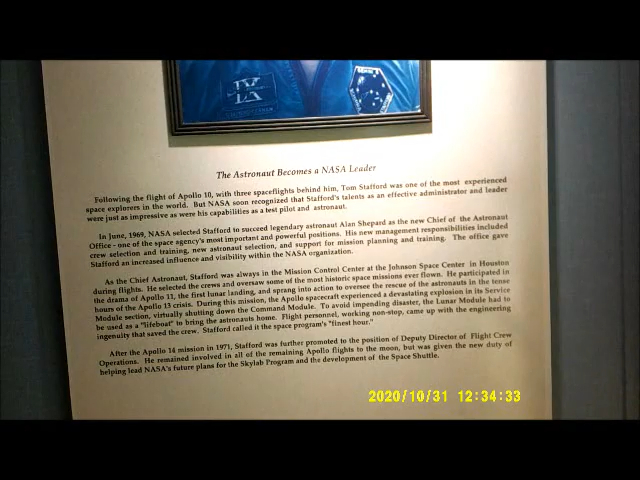 IX
The Astronaut Becomes a NASA Leader
Following the flight of Apollo 10, with three spaceflights behind him, Tom Stafford was one of the most experienced
space explorers in the world. But NASA soon recognized that Stafford's talents as an effective administrator and leader
were just as impressive as were his capabilities as a test pilot and astronaut.
In June, 1969, NASA selected Stafford to succeed legendary astronaut Alan Shepard as the new Chief of the Astronaut
Office - one of the space agency's most important and powerful positions. His new management responsibilities included
crew selection and training, new astronaut selection, and support for mission planning and training. The office gave
Stafford an increased influence and visibility within the NASA organization.
As the Chief Astronaut, Stafford was always in the Mission Control Center at the Johnson Space Center in Houston
during flights. He selected the crews and oversaw some of the most historic space missions ever flown. He participated in
the drama of Apollo 11, the first lunar landing, and sprang into action to oversee the rescue of the astronauts in the tense
hours of the Apollo 13 crisis. During this mission, the Apollo spacecraft experienced a devastating explosion in its Service
Module section, virtually shutting down the Command Module. To avoid impending disaster, the Lunar Module had to
be used as a "lifeboat" to bring the astronauts home. Flight personnel, working non-stop, came up with the engineering
ingenuity that saved the crew. Stafford called it the space program's "finest hour."
After the Apollo 14 mission in 1971, Stafford was further promoted to the position of Deputy Director of Flight Crew
Operations. He remained involved in all of the remaining Apollo flights to the moon, but was given the new duty of
helping lead NASA's future plans for the Skylab Program and the development of the Space Shuttle.
2020/10/31 12:34:33